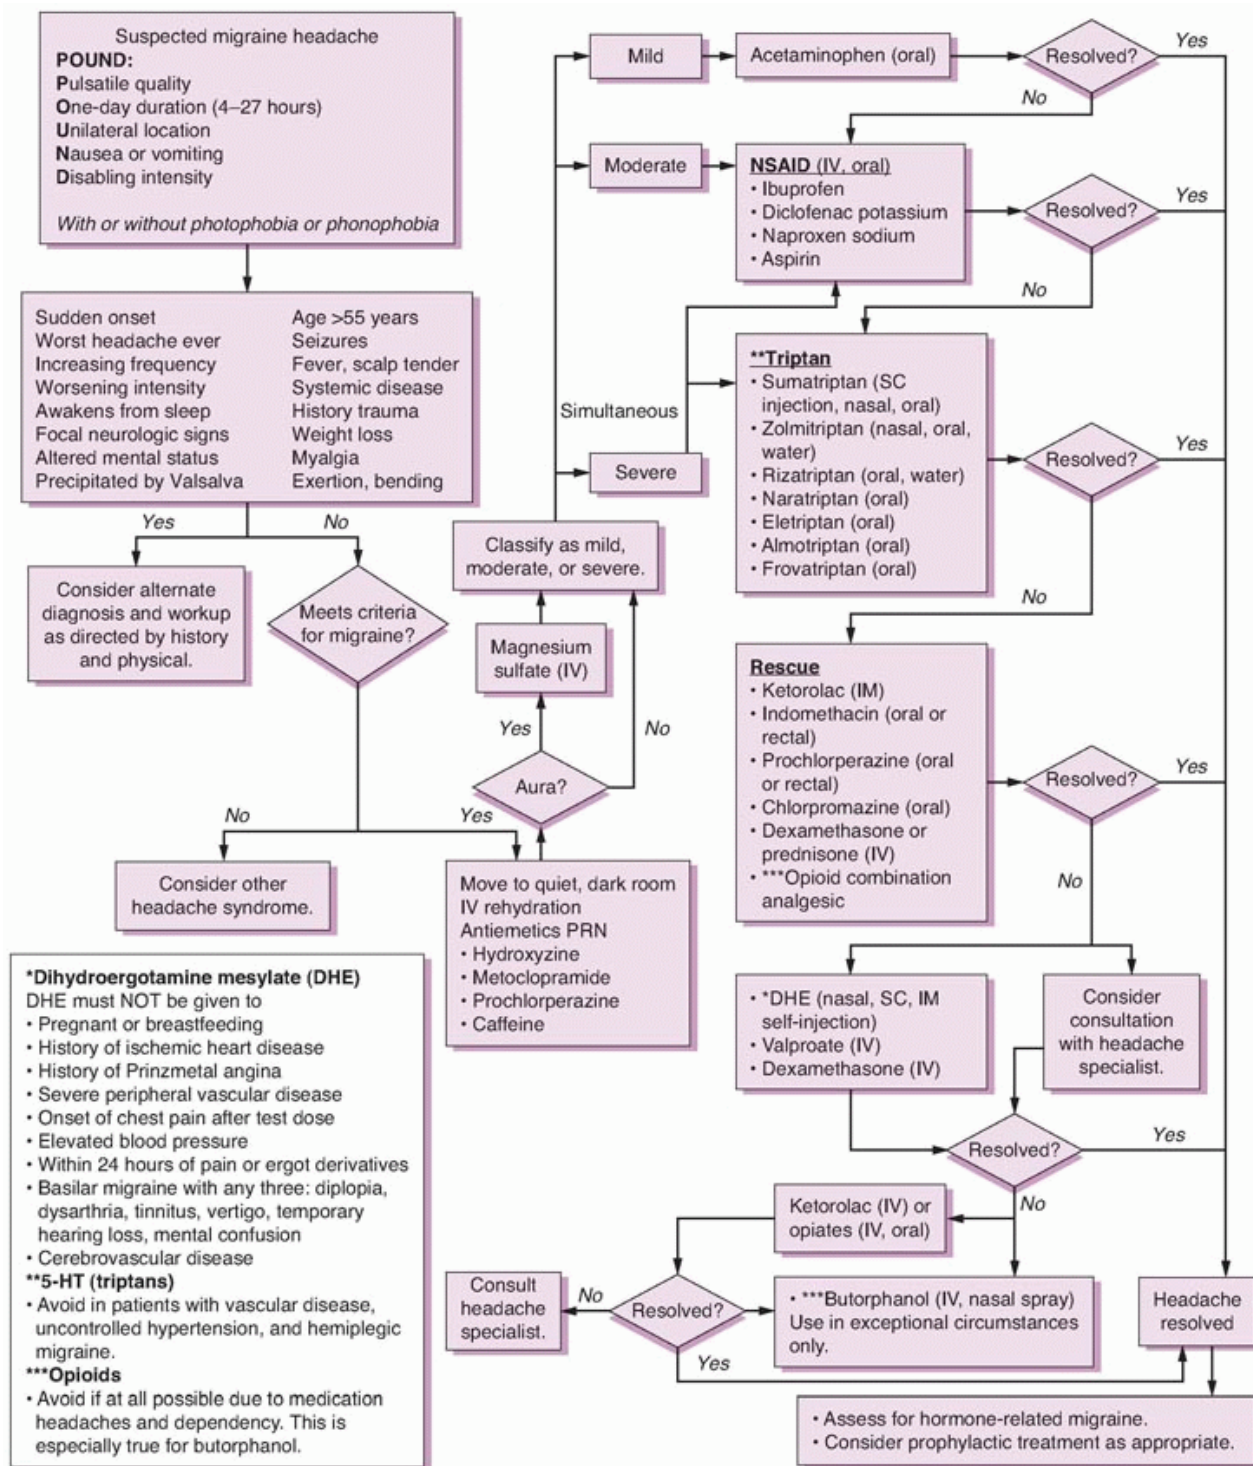 Suspected migraine headache
POUND:
Pulsatile quality
One-day duration (4–27 hours)
Unilateral location
Nausea or vomiting
Disabling intensity
With or without photophobia or phonophobia
Sudden onset
Worst headache ever
Increasing frequency
Worsening intensity
Awakens from sleep
Focal neurologic signs
Altered mental status
Precipitated by Valsalva
Age >55 years
Seizures
Fever, scalp tender
Systemic disease
History trauma
Weight loss
Myalgia
Exertion, bending
Yes
No
Consider alternate
diagnosis and workup
as directed by history
and physical.
Meets criteria
for migraine?
No
Yes
Consider other
headache syndrome.
Move to quiet, dark room
IV rehydration
Antiemetics PRN
• Hydroxyzine
• Metoclopramide
• Prochlorperazine
• Caffeine
Aura?
Yes
No
Magnesium
sulfate (IV)
Classify as mild,
moderate, or severe.
Mild
Moderate
Simultaneous
Severe
Acetaminophen (oral)
Resolved?
Yes
No
NSAID (IV, oral)
• Ibuprofen
• Diclofenac potassium
• Naproxen sodium
• Aspirin
Resolved?
Yes
No
**Triptan
• Sumatriptan (SC
injection, nasal, oral)
• Zolmitriptan (nasal, oral,
water)
• Rizatriptan (oral, water)
• Naratriptan (oral)
• Eletriptan (oral)
• Almotriptan (oral)
• Frovatriptan (oral)
Resolved?
Yes
No
Rescue
• Ketorolac (IM)
• Indomethacin (oral or
rectal)
• Prochlorperazine (oral
or rectal)
• Chlorpromazine (oral)
• Dexamethasone or
prednisone (IV)
• ***Opioid combination
analgesic
Resolved?
Yes
No
• *DHE (nasal, SC, IM
self-injection)
• Valproate (IV)
• Dexamethasone (IV)
Consider
consultation
with headache
specialist.
Resolved?
Yes
No
Ketorolac (IV) or
opiates (IV, oral)
Consult
headache
specialist.
No
Resolved?
Yes
• ***Butorphanol (IV, nasal spray)
Use in exceptional circumstances
only.
Headache
resolved
• Assess for hormone-related migraine.
• Consider prophylactic treatment as appropriate.
*Dihydroergotamine mesylate (DHE)
DHE must NOT be given to
• Pregnant or breastfeeding
• History of ischemic heart disease
• History of Prinzmetal angina
• Severe peripheral vascular disease
• Onset of chest pain after test dose
• Elevated blood pressure
• Within 24 hours of pain or ergot derivatives
• Basilar migraine with any three: diplopia,
dysarthria, tinnitus, vertigo, temporary
hearing loss, mental confusion
• Cerebrovascular disease
**5-HT (triptans)
• Avoid in patients with vascular disease,
uncontrolled hypertension, and hemiplegic
migraine.
***Opioids
• Avoid if at all possible due to medication
headaches and dependency. This is
especially true for butorphanol.